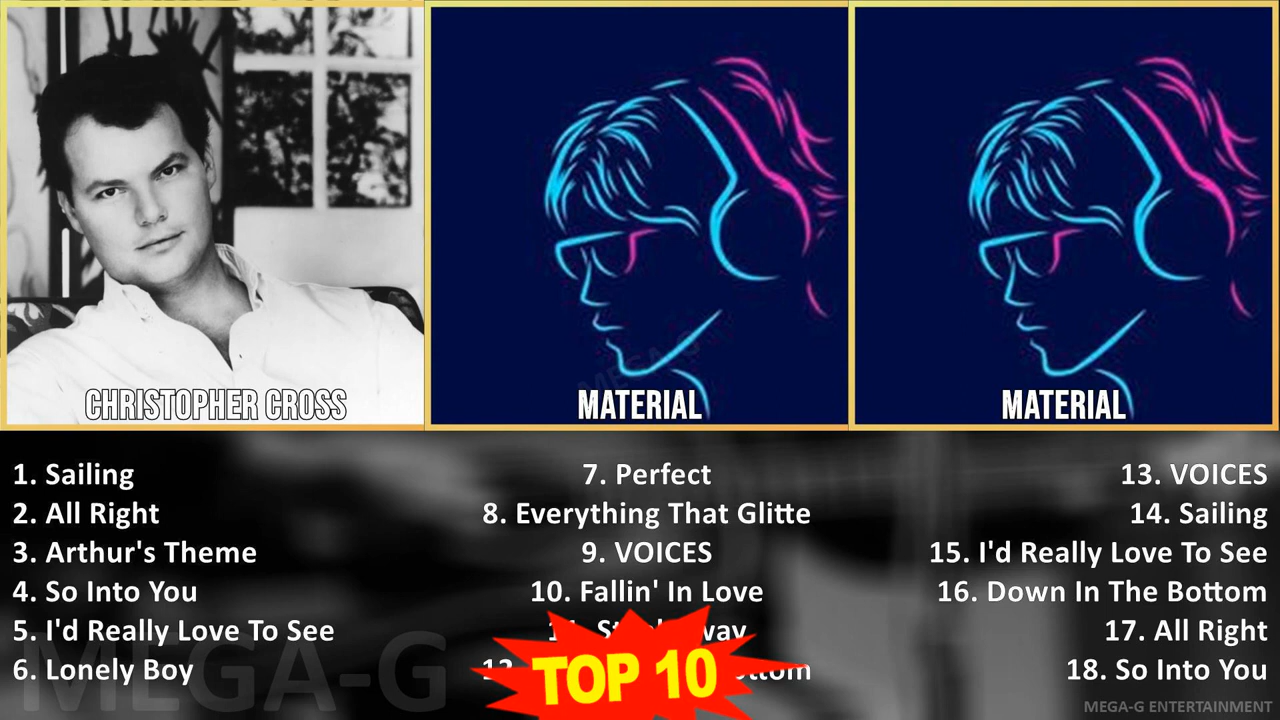 CHRISTOPHER CROSS
MATERIAL
MATERIAL
1. Sailing
2. All Right
3. Arthur's Theme
4. So Into You
5. I'd Really Love To See
6. Lonely Boy
7. Perfect
8. Everything That Glitte
9. VOICES
10. Fallin' In Love
TOP 10
13. VOICES
14. Sailing
15. I'd Really Love To See
16. Down In The Bottom
17. All Right
18. So Into You
MEGA-G
MEGA-G ENTERTAINMENT